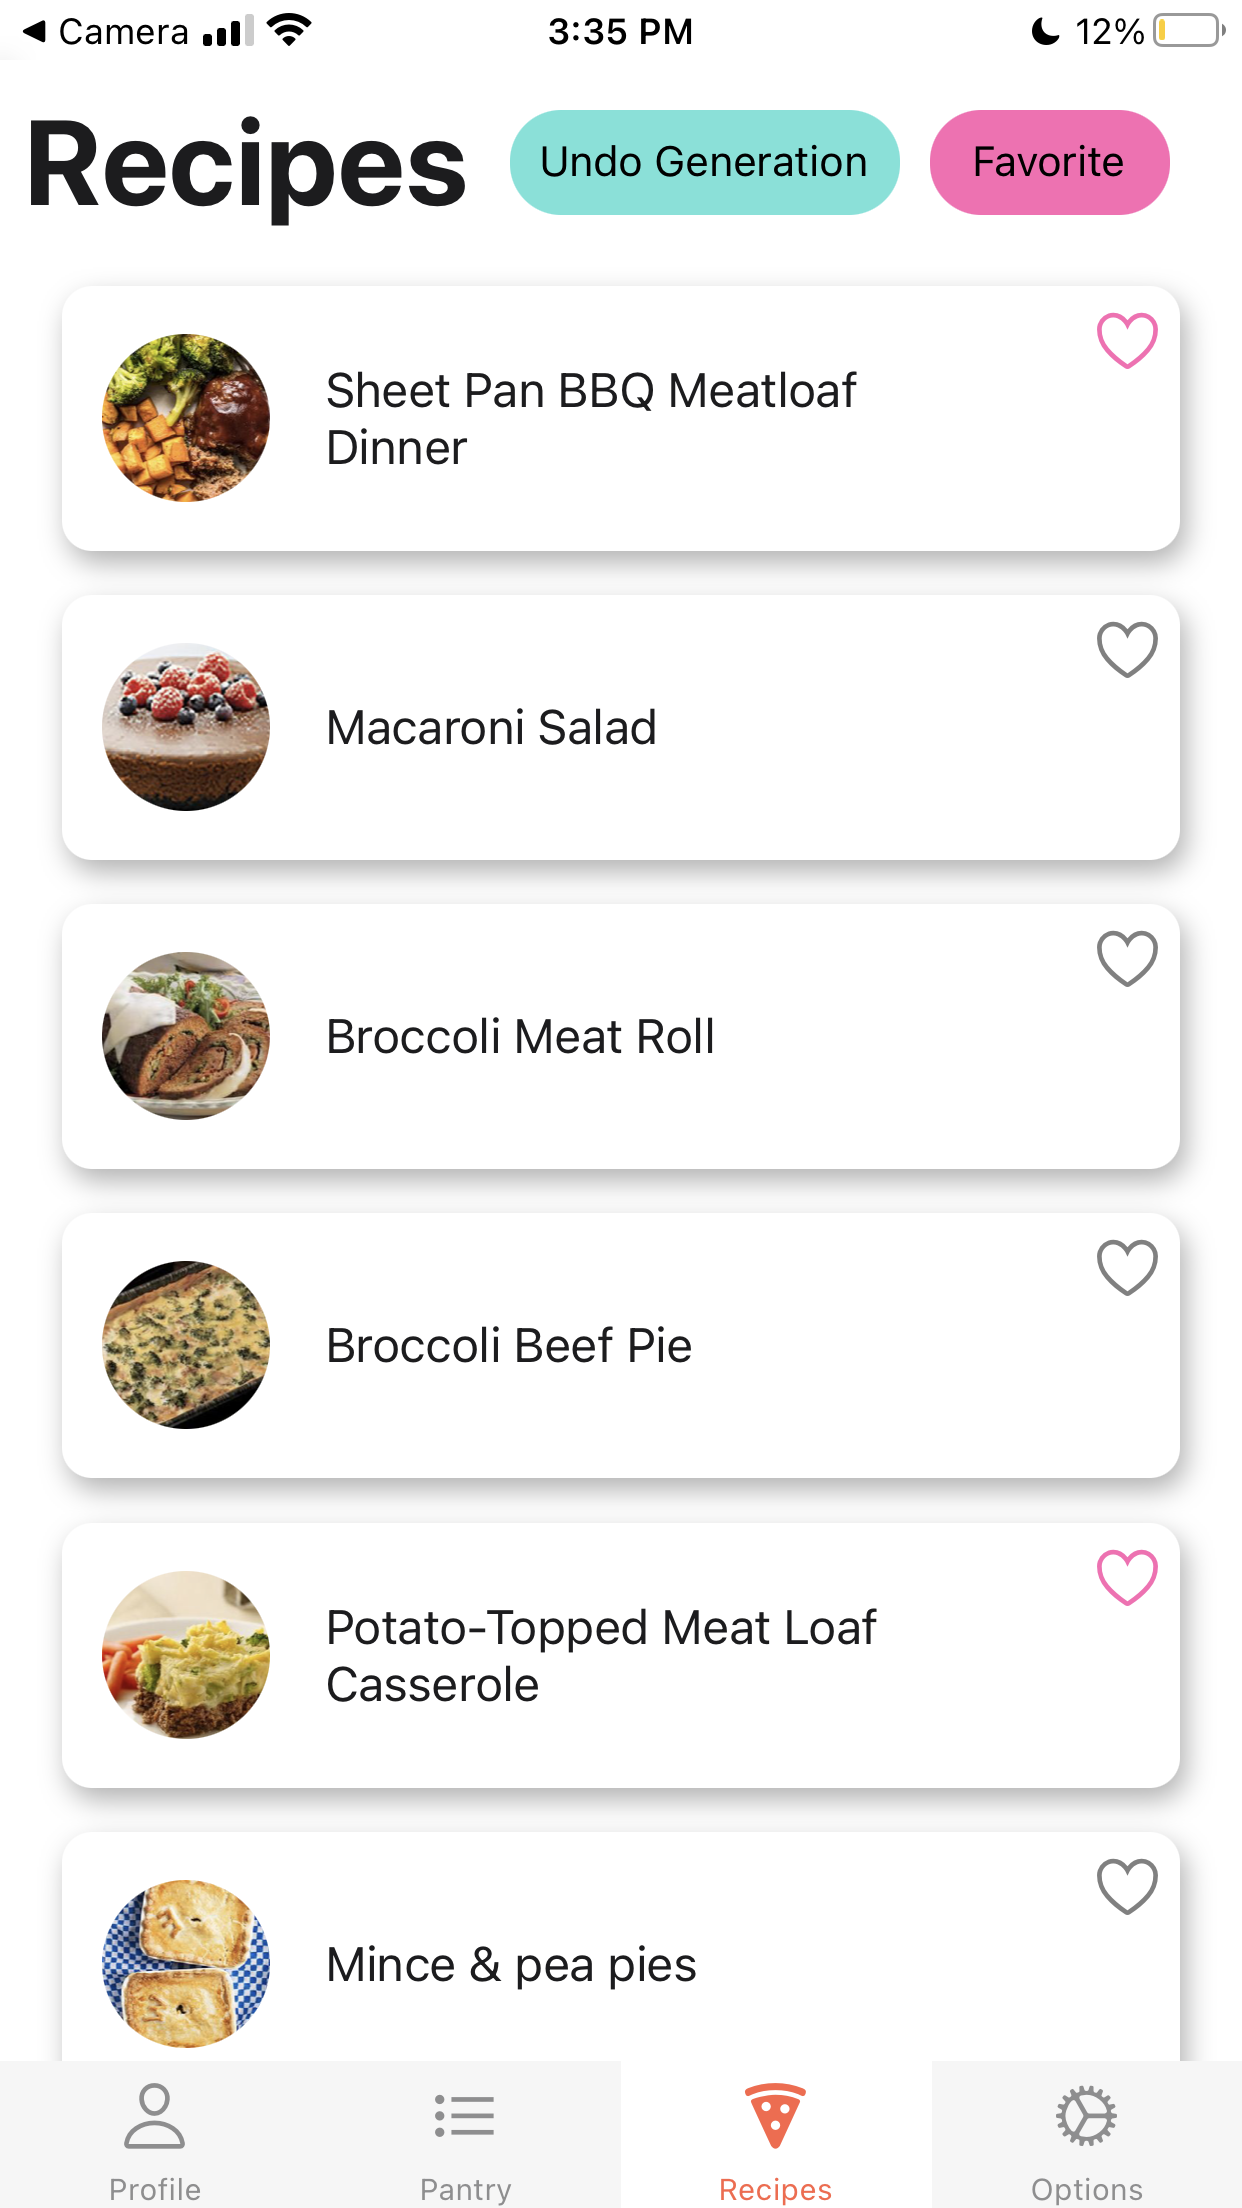 Camera
3:35 PM
12%
Recipes
Undo Generation
Favorite
Sheet Pan BBQ Meatloaf
Dinner
Macaroni Salad
Broccoli Meat Roll
Broccoli Beef Pie
Potato-Topped Meat Loaf
Casserole
Mince & pea pies
Profile
Pantry
Recipes
Options